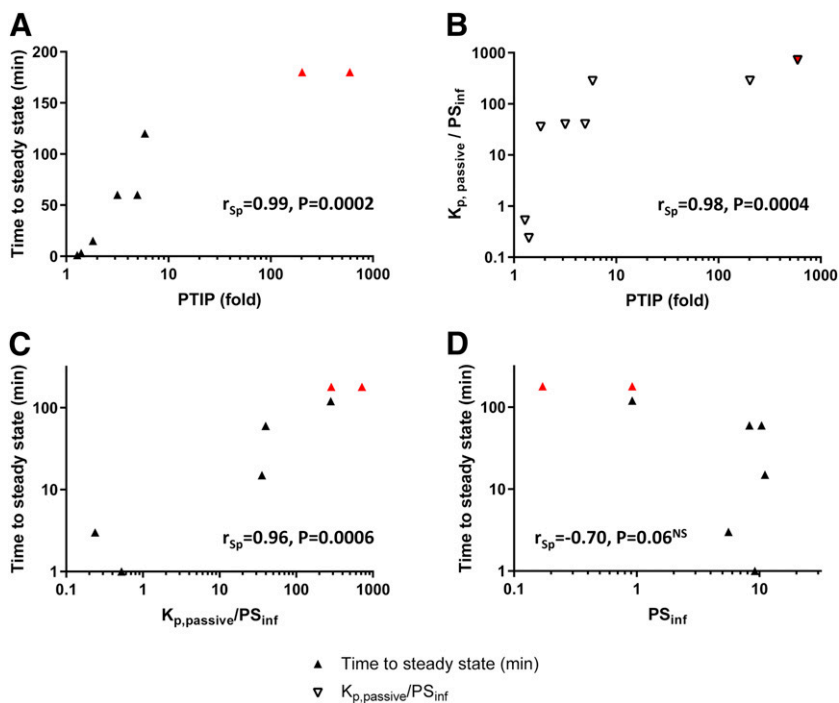 A
200
150
100
50
0
1
10
100
1000
Time to steady state (min)
PTIP (fold)
r_Sp=0.99, P=0.0002
B
1000
100
10
1
0.1
1
10
100
1000
K_p, passive / PS_inf
PTIP (fold)
r_Sp=0.98, P=0.0004
C
100
10
1
0.1
1
10
100
1000
Time to steady state (min)
K_p,passive/PS_inf
r_Sp=0.96, P=0.0006
D
100
10
1
0.1
1
10
Time to steady state (min)
PS_inf
r_Sp=-0.70, P=0.06^NS
Time to steady state (min)
K_p,passive/PS_inf